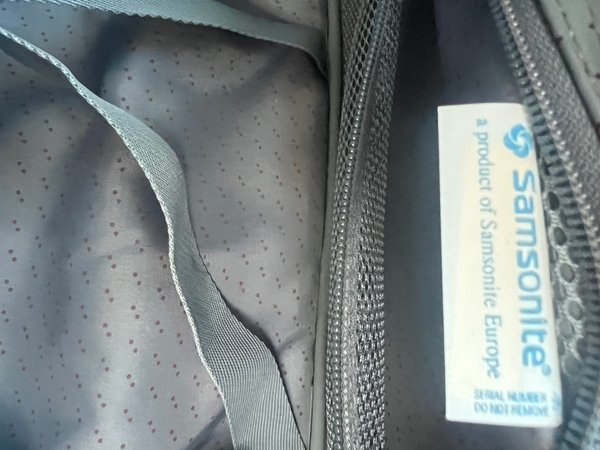 Samsonite®
a product of Samsonite Europe
SERIAL NUMBER
DO NOT REMOVE